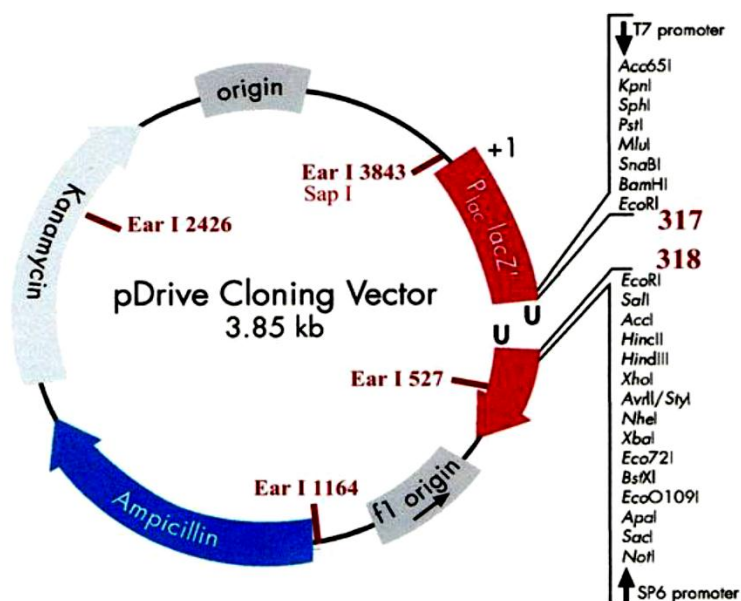 origin
+1
Ear I 3843
Sap I
Plac lacZ'
Kanamycin
Ear I 2426
pDrive Cloning Vector
3.85 kb
U
U
Ear I 527
Ear I 1164
f1 origin
Ampicillin
T7 promoter
Acc65I
KpnI
SphI
PstI
MluI
SnaBI
BamHI
EcoRI
317
318
EcoRI
SalI
AccI
HincII
HindIII
XhoI
AvrII/StyI
NheI
XbaI
Eco72I
BstXI
EcoO109I
ApaI
SacI
NotI
SP6 promoter